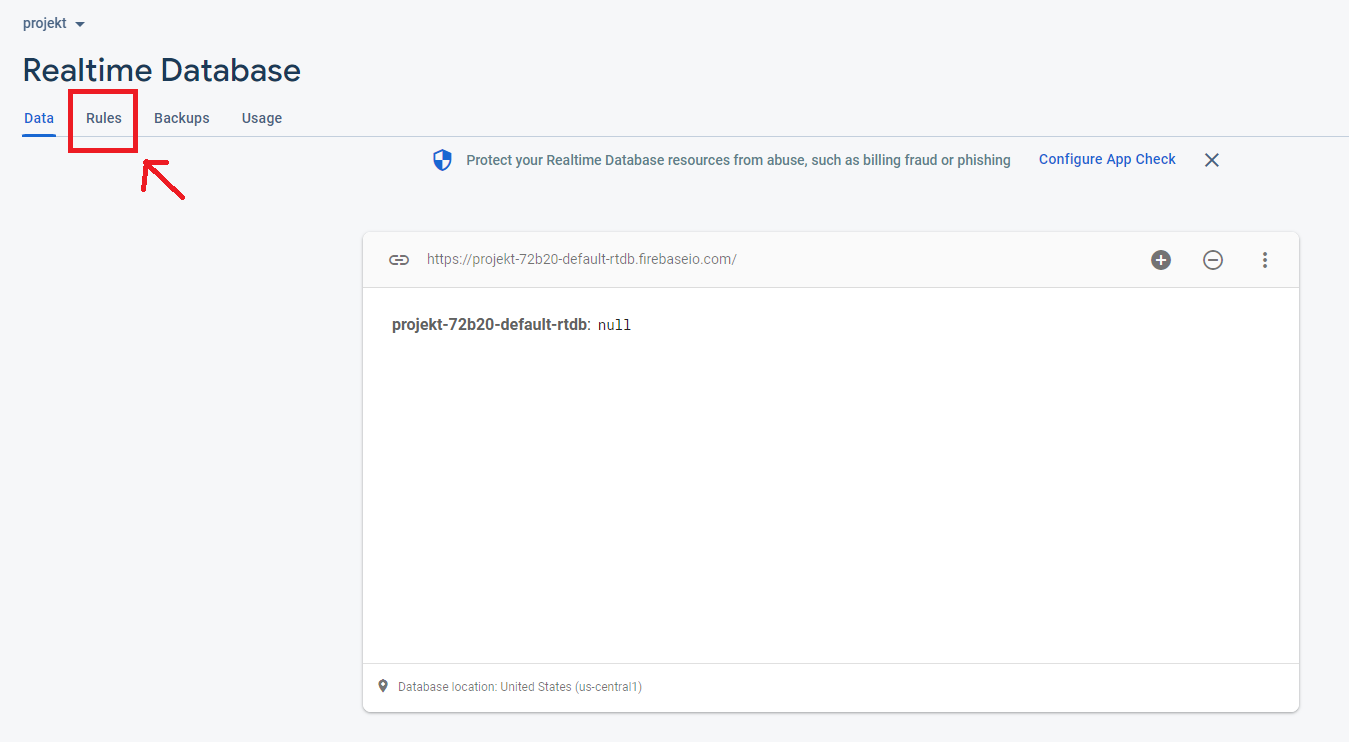 projekt
Realtime Database
Data Rules Backups Usage
Protect your Realtime Database resources from abuse, such as billing fraud or phishing Configure App Check
https://projekt-72b20-default-rtdb.firebaseio.com/
projekt-72b20-default-rtdb: null
Database location: United States (us-central1)